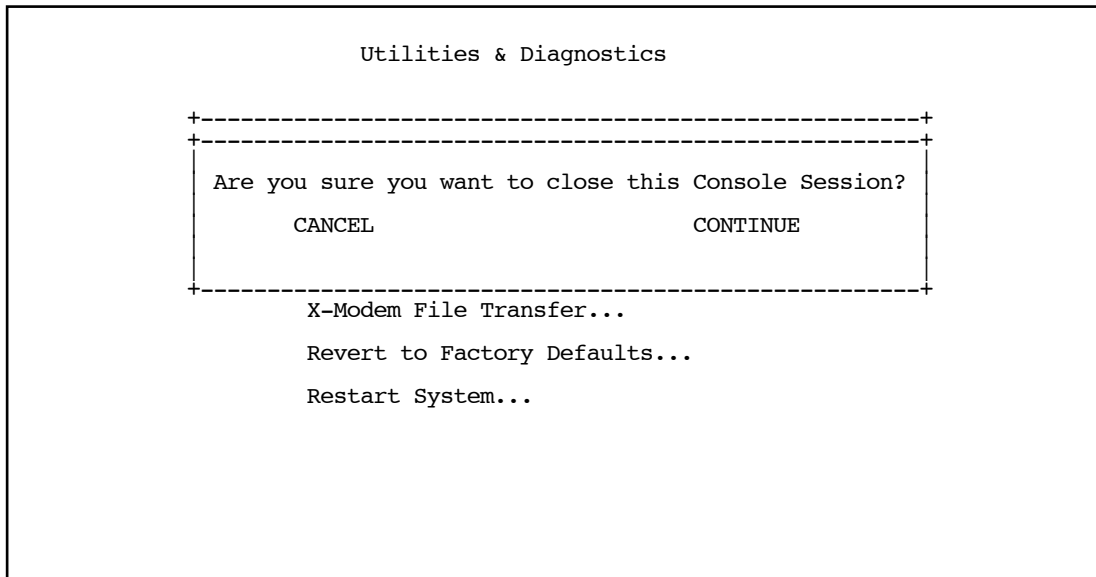 Utilities & Diagnostics
+------------------------------------------------------+
+------------------------------------------------------+
Are you sure you want to close this Console Session?
CANCEL CONTINUE
+------------------------------------------------------+
X-Modem File Transfer...
Revert to Factory Defaults...
Restart System...